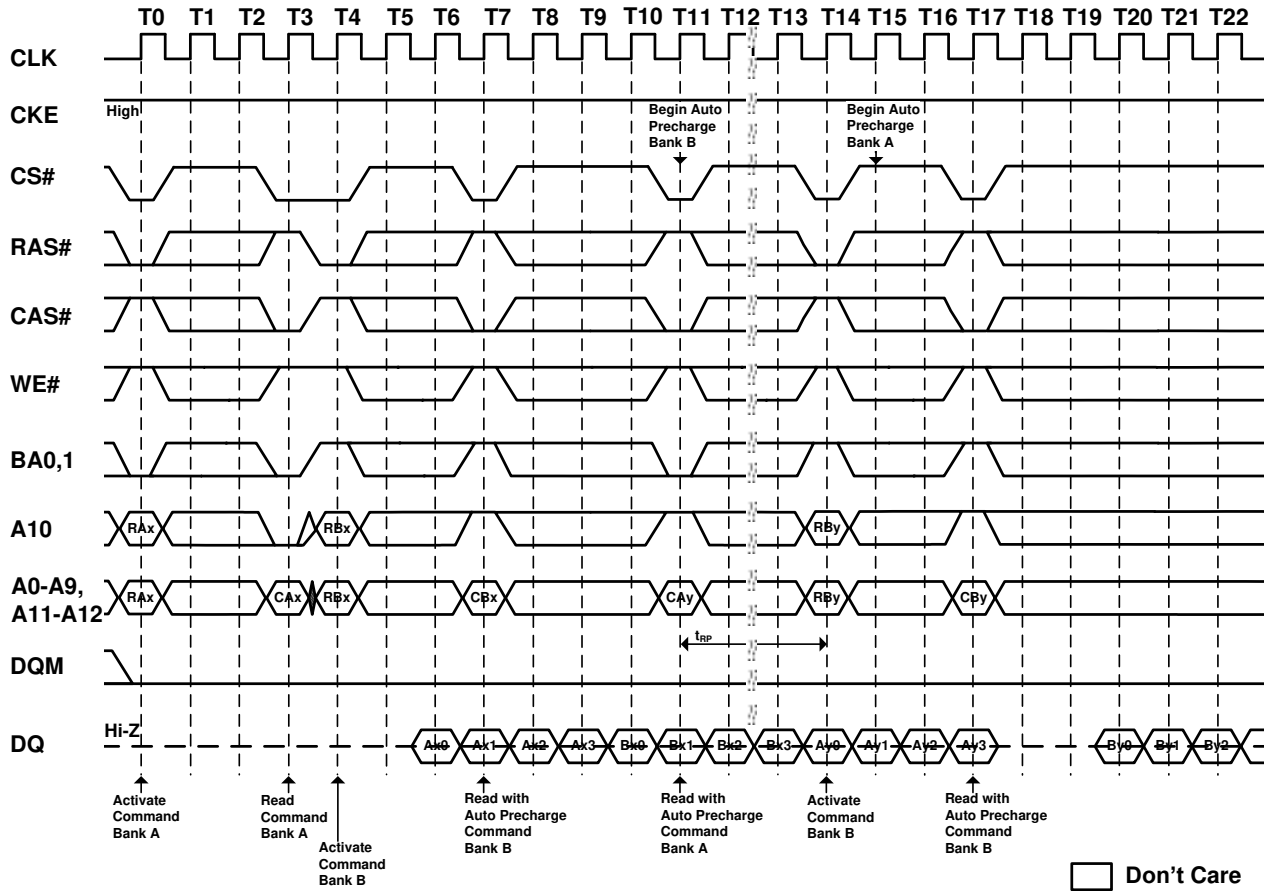 T0 T1 T2 T3 T4 T5 T6 T7 T8 T9 T10 T11 T12 T13 T14 T15 T16 T17 T18 T19 T20 T21 T22
CLK
CKE
High
Begin Auto
Precharge
Bank B
Begin Auto
Precharge
Bank A
CS#
RAS#
CAS#
WE#
BA0,1
A10
RAx RBx RBy
A0-A9,
A11-A12
RAx CAx RBx CBx CAy RBy CBy
tRP
DQM
DQ
Hi-Z
Ax0 Ax1 Ax2 Ax3 Bx0 Bx1 Bx2 Bx3 Ay0 Ay1 Ay2 Ay3 By0 By1 By2
Activate
Command
Bank A
Read
Command
Bank A
Activate
Command
Bank B
Read with
Auto Precharge
Command
Bank B
Read with
Auto Precharge
Command
Bank A
Activate
Command
Bank B
Read with
Auto Precharge
Command
Bank B
Don't Care